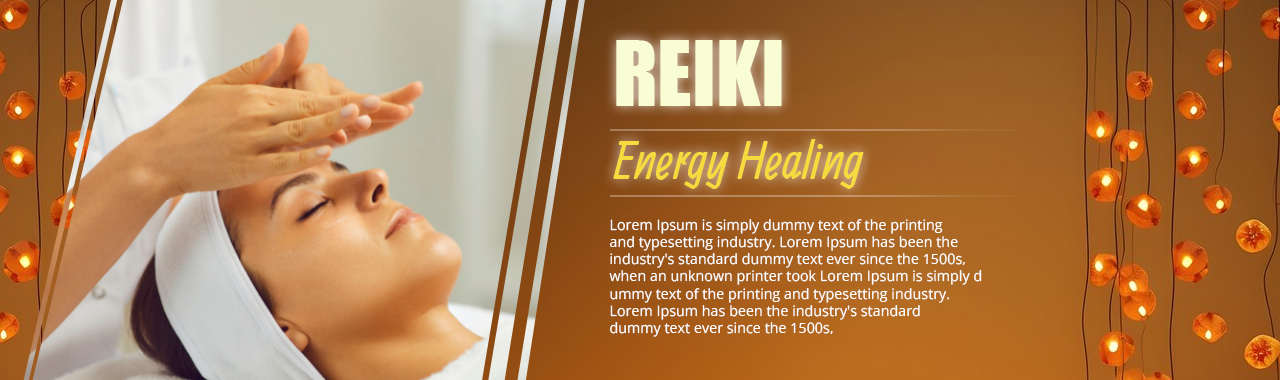 REIKI
Energy Healing
Lorem Ipsum is simply dummy text of the printing
and typesetting industry. Lorem Ipsum has been the
industry's standard dummy text ever since the 1500s,
when an unknown printer took Lorem Ipsum is simply d
ummy text of the printing and typesetting industry.
Lorem Ipsum has been the industry's standard
dummy text ever since the 1500s,